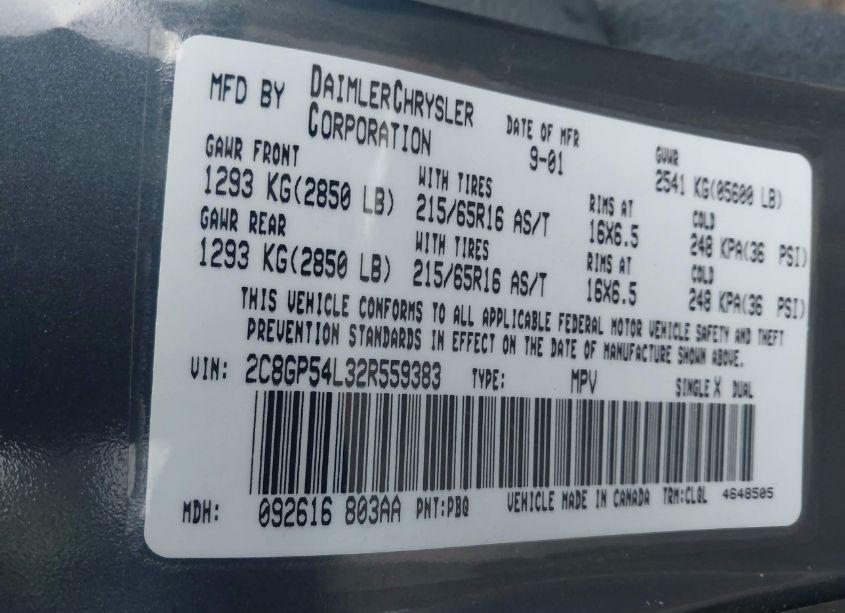 MFD BY DAIMLERCHRYSLER CORPORATION
DATE OF MFR 9-01
GVWR 2541 KG(05600 LB)
GAWR FRONT WITH TIRES RIMS AT COLD
1293 KG(2850 LB) 215/65R16 AS/T 16X6.5 248 KPA(36 PSI)
GAWR REAR WITH TIRES RIMS AT COLD
1293 KG(2850 LB) 215/65R16 AS/T 16X6.5 248 KPA(36 PSI)
THIS VEHICLE CONFORMS TO ALL APPLICABLE FEDERAL MOTOR VEHICLE SAFETY AND THEFT
PREVENTION STANDARDS IN EFFECT ON THE DATE OF MANUFACTURE SHOWN ABOVE.
VIN: 2C8GP54L32R559383 TYPE: MPV SINGLE X DUAL
MDH: 092616 803AA PNT:PBQ VEHICLE MADE IN CANADA TRM:CLQL 4648505